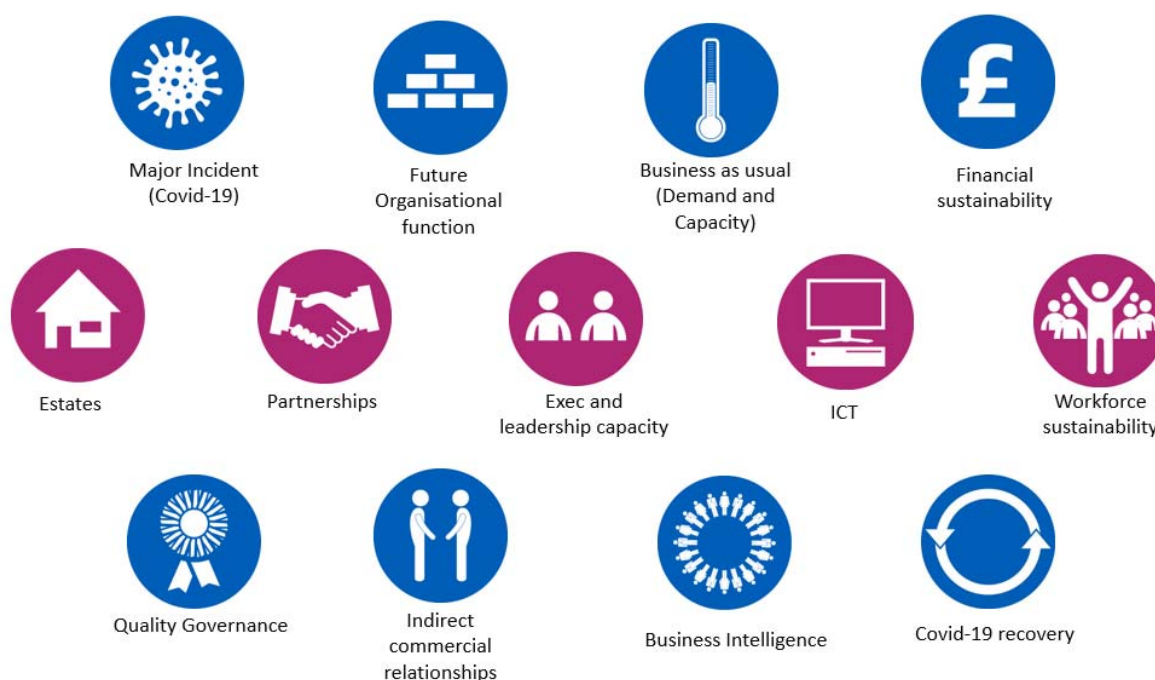 £
Major Incident
(Covid-19)
Future
Organisational
function
Business as usual
(Demand and
Capacity)
Financial
sustainability
Estates
Partnerships
Exec and
leadership capacity
ICT
Workforce
sustainability
Quality Governance
Indirect
commercial
relationships
Business Intelligence
Covid-19 recovery